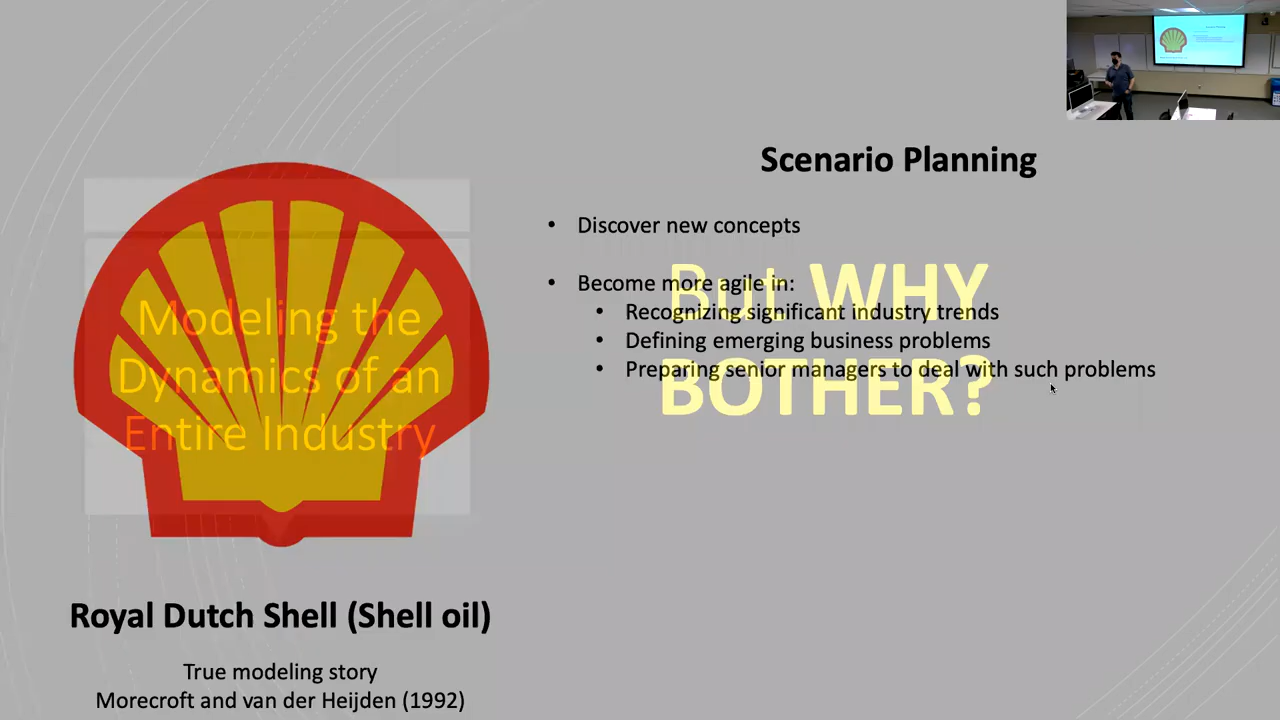 Scenario Planning
• Discover new concepts
• Become more agile in:
• Recognizing significant industry trends
• Defining emerging business problems
• Preparing senior managers to deal with such problems
But WHY
BOTHER?
Modeling the
Dynamics of an
Entire Industry
Royal Dutch Shell (Shell oil)
True modeling story
Morecroft and van der Heijden (1992)